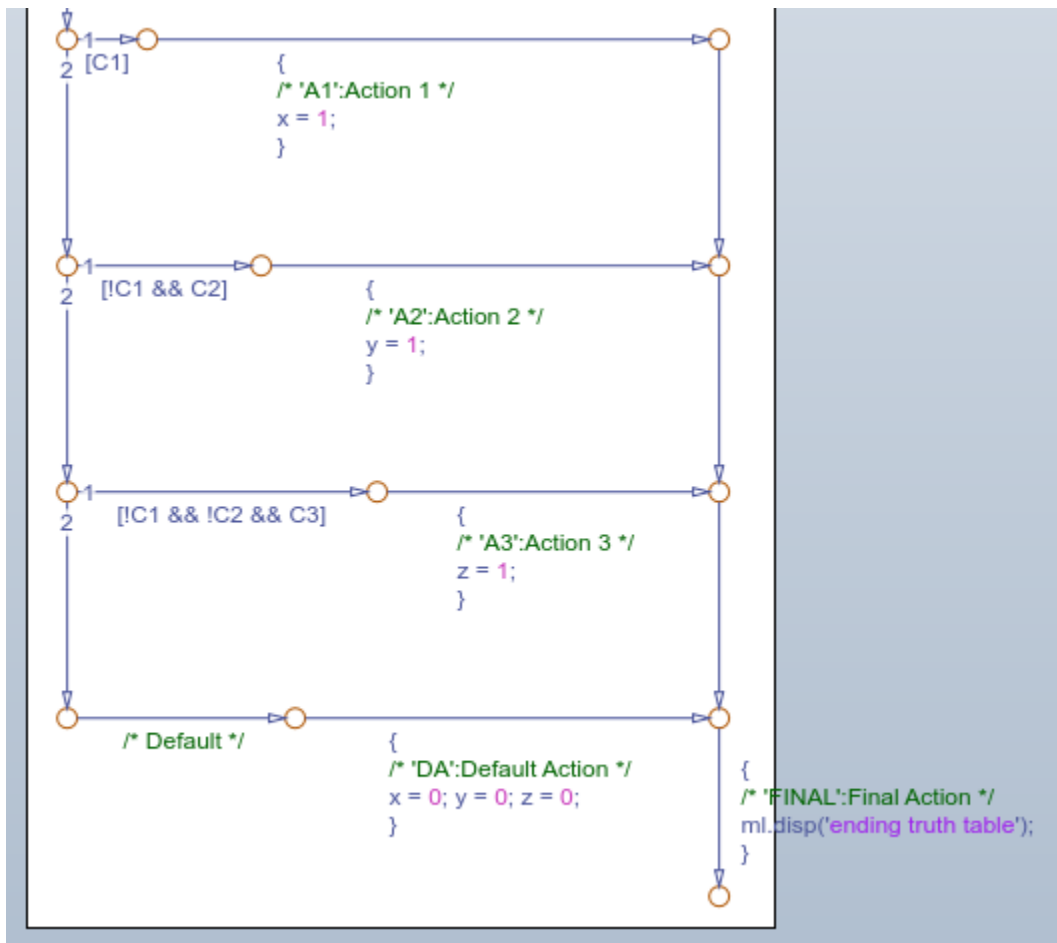 1
2 [C1]
{
/* 'A1':Action 1 */
x = 1;
}
1
2 [!C1 && C2]
{
/* 'A2':Action 2 */
y = 1;
}
1
2 [!C1 && !C2 && C3]
{
/* 'A3':Action 3 */
z = 1;
}
/* Default */
{
/* 'DA':Default Action */
x = 0; y = 0; z = 0;
}
{
/* 'FINAL':Final Action */
ml.disp('ending truth table');
}